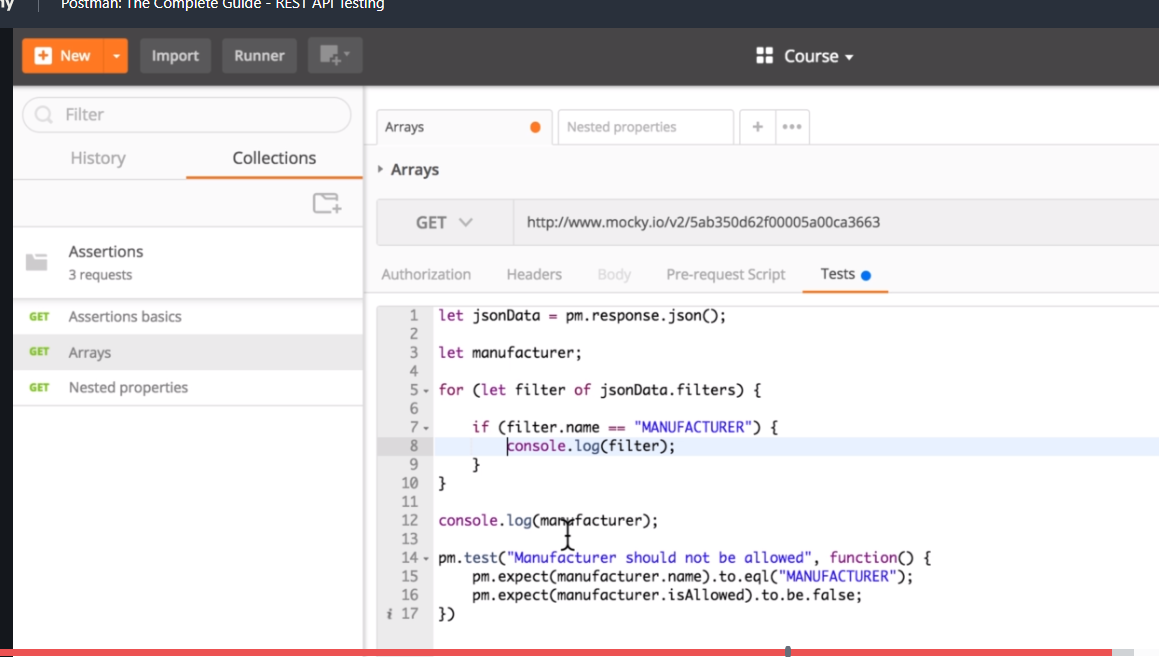 Postman: The Complete Guide - REST API Testing
New
Import
Runner
Course
Filter
History
Collections
Assertions
3 requests
GET Assertions basics
GET Arrays
GET Nested properties
Arrays
Nested properties
+
•••
Arrays
GET
http://www.mocky.io/v2/5ab350d62f00005a00ca3663
Authorization
Headers
Body
Pre-request Script
Tests
1 let jsonData = pm.response.json();
2
3 let manufacturer;
4
5 for (let filter of jsonData.filters) {
6
7 if (filter.name == "MANUFACTURER") {
8 console.log(filter);
9 }
10 }
11
12 console.log(manufacturer);
13
14 pm.test("Manufacturer should not be allowed", function() {
15 pm.expect(manufacturer.name).to.eql("MANUFACTURER");
16 pm.expect(manufacturer.isAllowed).to.be.false;
i 17 })